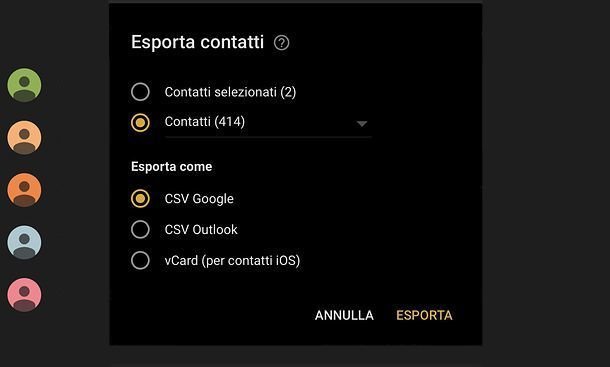 Esporta contatti
Contatti selezionati (2)
Contatti (414)
Esporta come
CSV Google
CSV Outlook
vCard (per contatti iOS)
ANNULLA ESPORTA